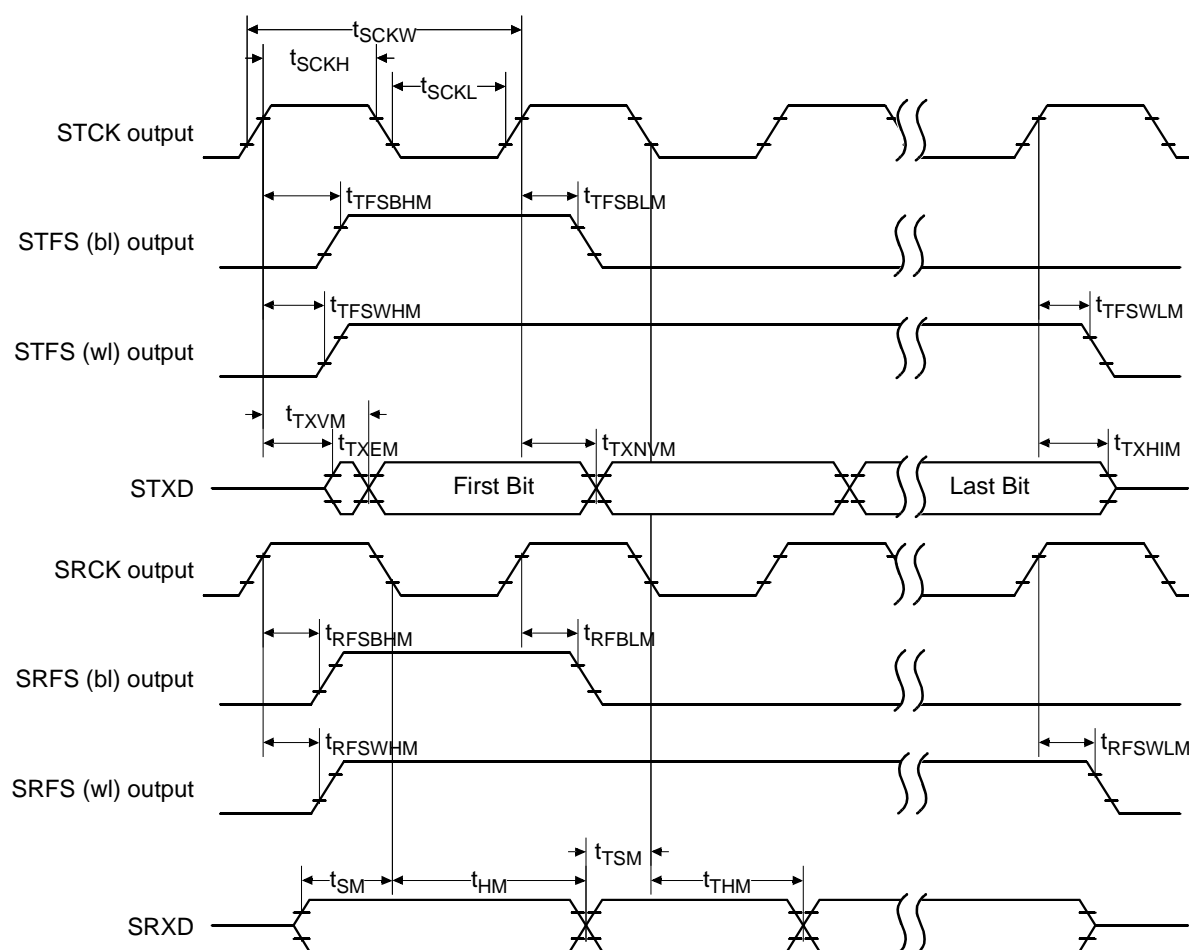 tSCKW
tSCKH
tSCKL
STCK output
tTFSBHM
tTFSBLM
STFS (bl) output
tTFSWHM
tTFSWLM
STFS (wl) output
tTXVM
tTXEM
tTXNVM
tTXHIM
STXD
First Bit
Last Bit
SRCK output
tRFSBHM
tRFBLM
SRFS (bl) output
tRFSWHM
tRFSWLM
SRFS (wl) output
tTSM
tSM
tHM
tTHM
SRXD